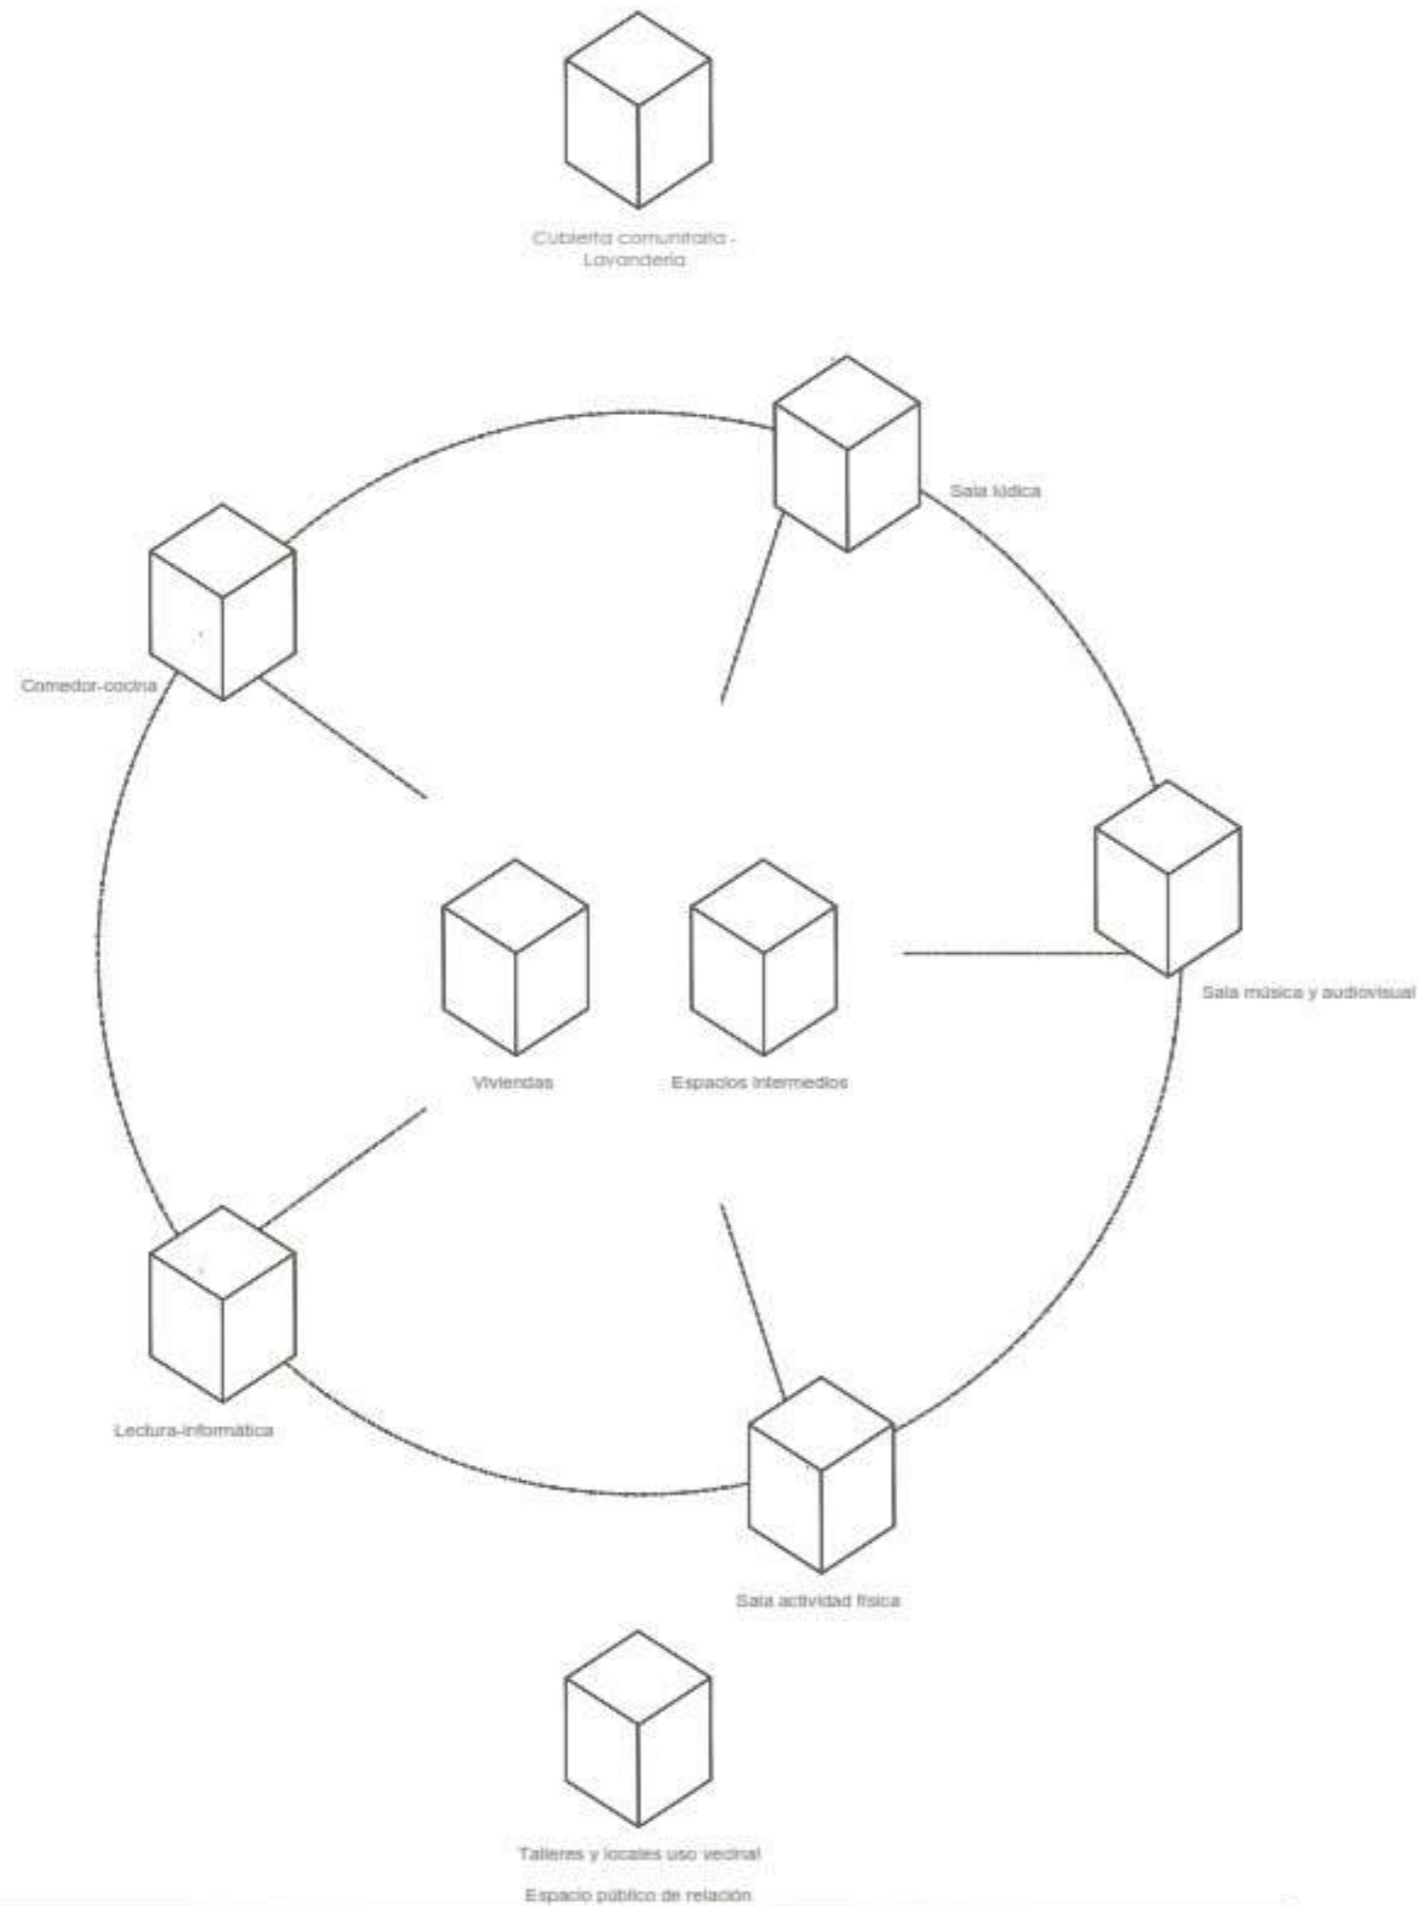 Cubierta comunitaria -
Lavandería
Sala lúdica
Comedor-cocina
Sala música y audiovisual
Viviendas
Espacios intermedios
Lectura-informática
Sala actividad física
Talleres y locales uso vecinal
Espacio público de relación